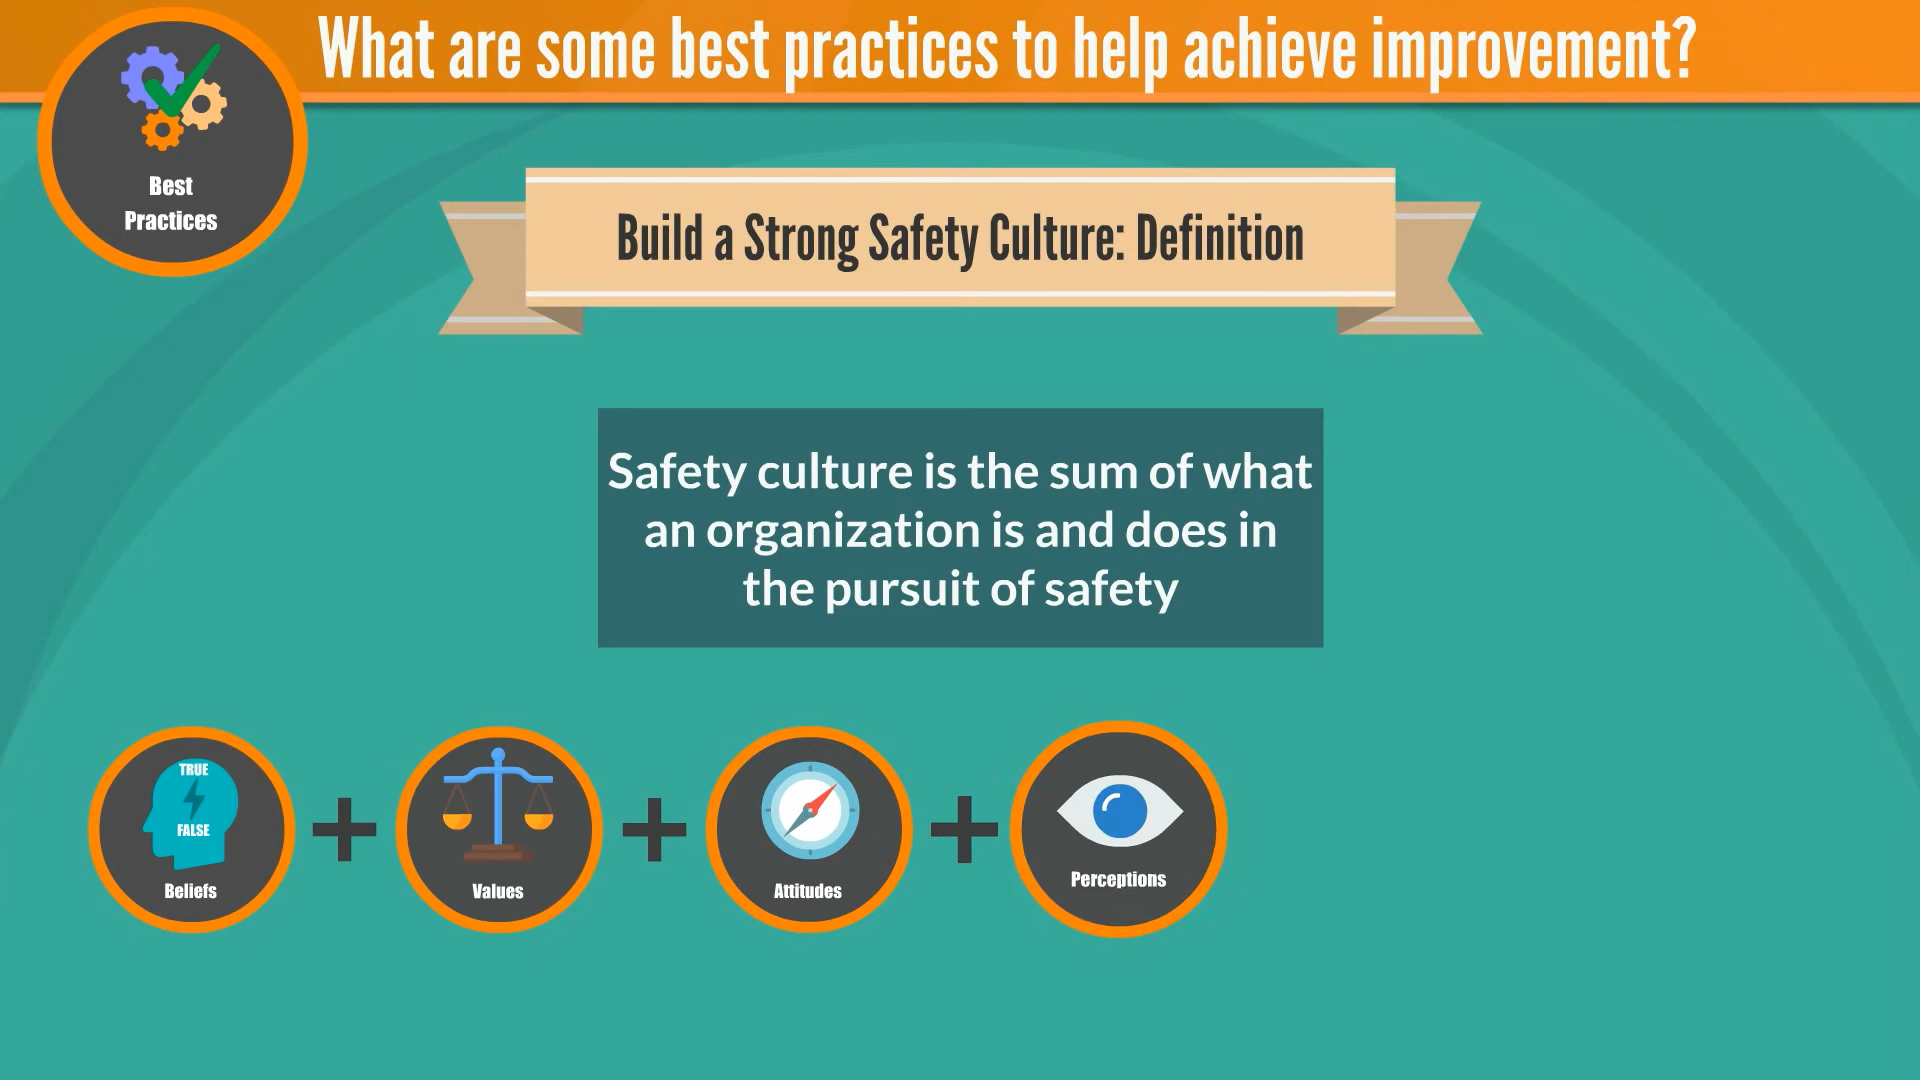 What are some best practices to help achieve improvement?
Best
Practices
Build a Strong Safety Culture: Definition
Safety culture is the sum of what
an organization is and does in
the pursuit of safety
TRUE
FALSE
Beliefs
Values
Attitudes
Perceptions